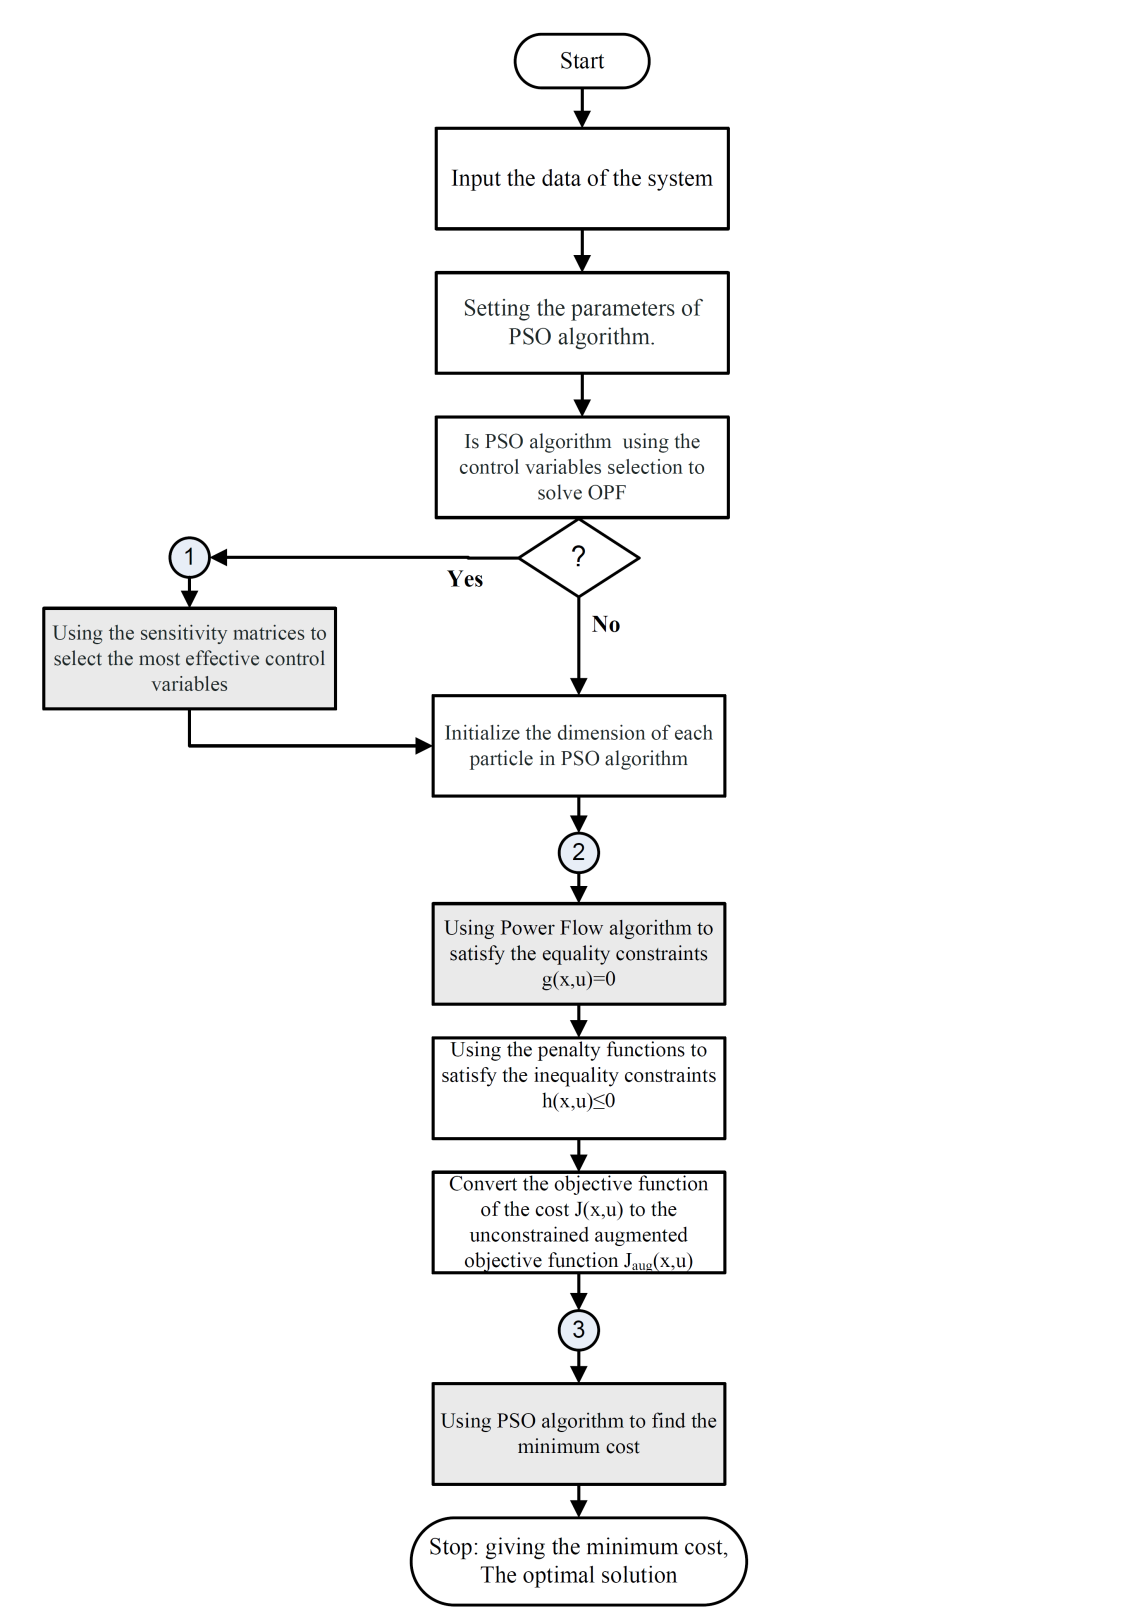 Start
Input the data of the system
Setting the parameters of
PSO algorithm.
Is PSO algorithm using the
control variables selection to
solve OPF
?
1
Yes
No
Using the sensitivity matrices to
select the most effective control
variables
Initialize the dimension of each
particle in PSO algorithm
2
Using Power Flow algorithm to
satisfy the equality constraints
g(x,u)=0
Using the penalty functions to
satisfy the inequality constraints
h(x,u)≤0
Convert the objective function
of the cost J(x,u) to the
unconstrained augmented
objective function Jaug(x,u)
3
Using PSO algorithm to find the
minimum cost
Stop: giving the minimum cost,
The optimal solution